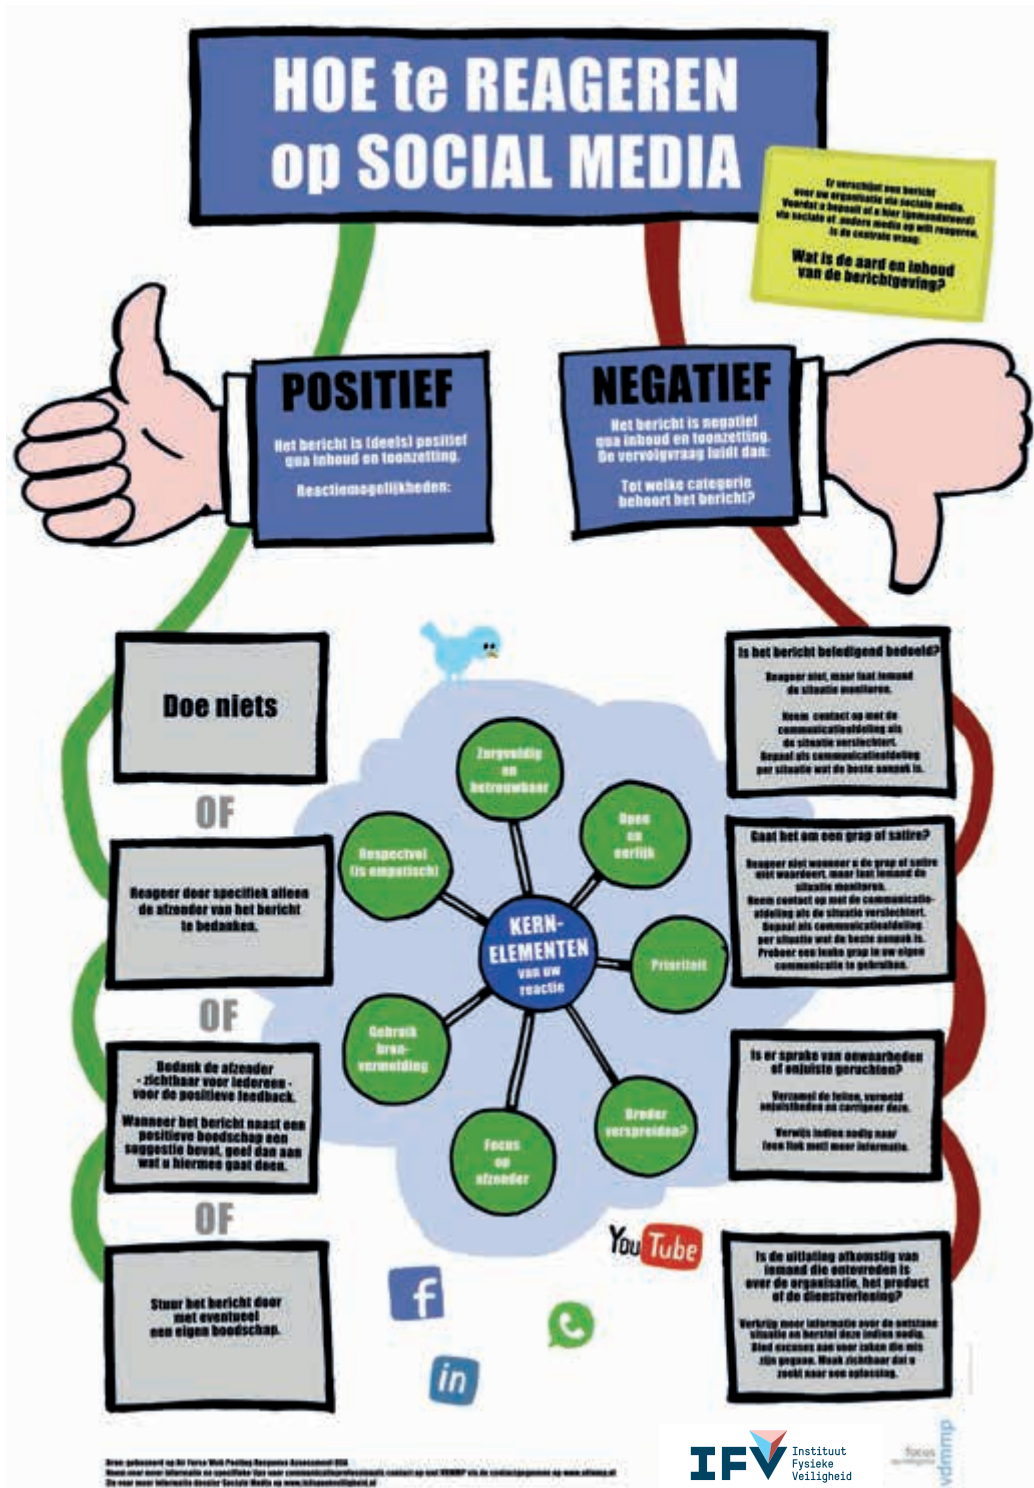 HOE te REAGEREN
op SOCIAL MEDIA
Er verschijnt een bericht
over uw organisatie via sociale media.
Voordat u bepaalt of u hier (gemandateerd)
via sociale of andere media op wilt reageren,
is de centrale vraag:
Wat is de aard en inhoud
van de berichtgeving?
POSITIEF
Het bericht is (deels) positief
qua inhoud en toonzetting.
Reactiemogelijkheden:
NEGATIEF
Het bericht is negatief
qua inhoud en toonzetting.
De vervolgvraag luidt dan:
Tot welke categorie
behoort het bericht?
Doe niets
OF
Reageer door specifiek alleen
de afzender van het bericht
te bedanken.
OF
Bedank de afzender
- zichtbaar voor iedereen -
voor de positieve feedback.
Wanneer het bericht naast een
positieve boodschap een
suggestie bevat, geef dan aan
wat u hiermee gaat doen.
OF
Stuur het bericht door
met eventueel
een eigen boodschap.
KERN-
ELEMENTEN
van uw
reactie
Zorgvuldig
en
betrouwbaar
Open
en
eerlijk
Prioriteit
Breder
verspreiden?
Focus
op
afzender
Gebruik
bron-
vermelding
Respectvol
(is empatisch)
Is het bericht beledigend bedoeld?
Reageer niet, maar laat iemand
de situatie monitoren.
Neem contact op met de
communicatieafdeling als
de situatie verslechtert.
Bepaal als communicatieafdeling
per situatie wat de beste aanpak is.
Gaat het om een grap of satire?
Reageer niet wanneer u de grap of satire
niet waardeert, maar laat iemand de
situatie monitoren.
Neem contact op met de communicatie-
afdeling als de situatie verslechtert.
Bepaal als communicatieafdeling
per situatie wat de beste aanpak is.
Probeer een leuke grap in uw eigen
communicatie te gebruiken.
Is er sprake van onwaarheden
of onjuiste geruchten?
Verzamel de feiten, vermeld
onjuistheden en corrigeer deze.
Verwijs indien nodig naar
(een link met) meer informatie.
Is de uitlating afkomstig van
iemand die ontevreden is
over de organisatie, het product
of de dienstverlening?
Verkrijg meer informatie over de ontstane
situatie en herstel deze indien nodig.
Bied excuses aan voor zaken die mis
zijn gegaan. Maak zichtbaar dat u
zoekt naar een oplossing.
You Tube
f
in
Bron: gebaseerd op Air Force Web Posting Response Assessment USA
IFV
Instituut
Fysieke
Veiligheid
focus
vdmmp